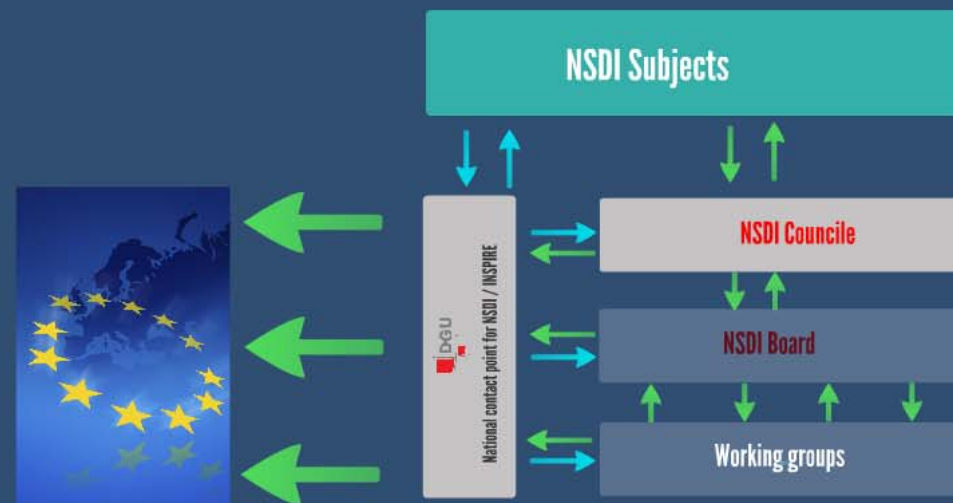 NSDI Subjects
NSDI Councile
DGU
National contact point for NSDI / INSPIRE
NSDI Board
Working groups